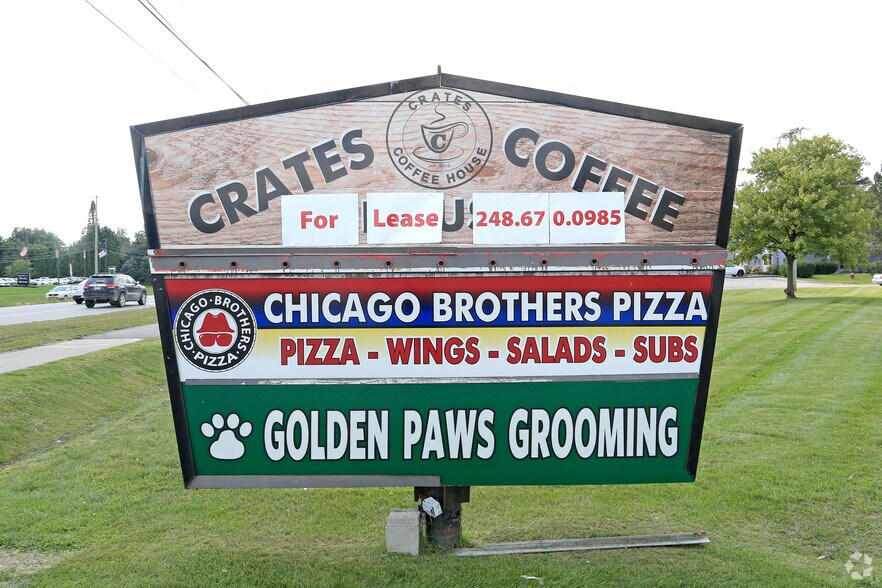 CRATES
COFFEE HOUSE
CRATES COFFEE
For Lease 248.67 0.0985
CHICAGO BROTHERS PIZZA
CHICAGO · BROTHERS
· PIZZA ·
PIZZA - WINGS - SALADS - SUBS
GOLDEN PAWS GROOMING